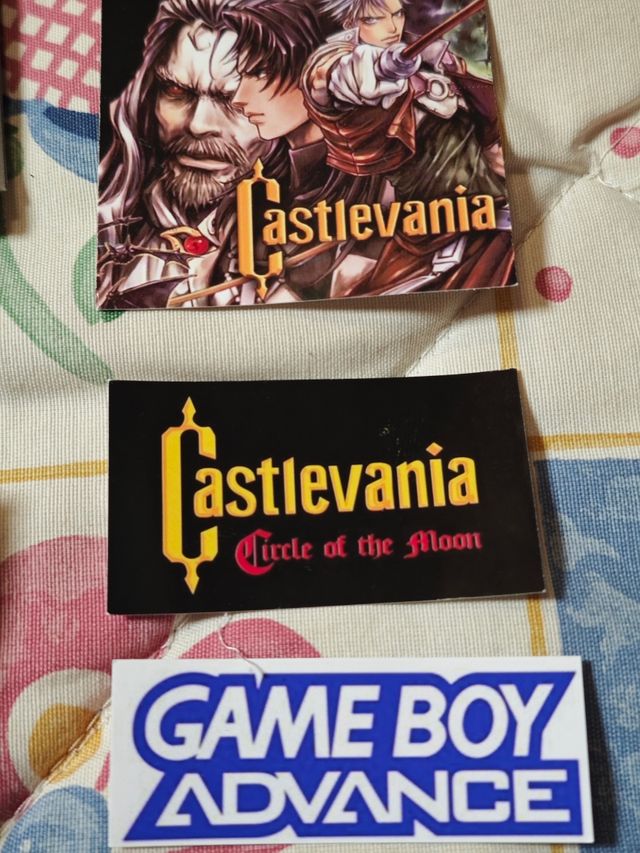 Castlevania
Castlevania
Circle of the Moon
GAME BOY
ADVANCE